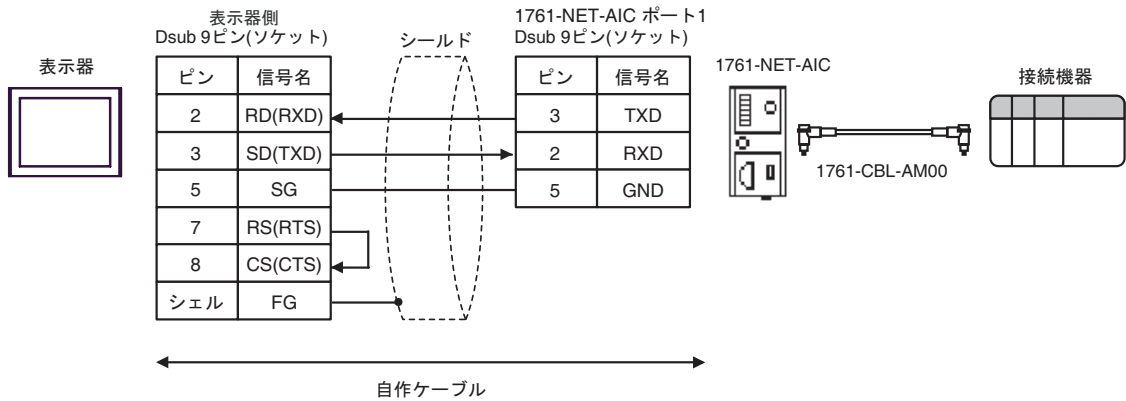 表示器
表示器側
Dsub 9ピン(ソケット)
ピン 信号名
2 RD(RXD)
3 SD(TXD)
5 SG
7 RS(RTS)
8 CS(CTS)
シェル FG
シールド
1761-NET-AIC ポート1
Dsub 9ピン(ソケット)
ピン 信号名
3 TXD
2 RXD
5 GND
1761-NET-AIC
1761-CBL-AM00
接続機器
自作ケーブル